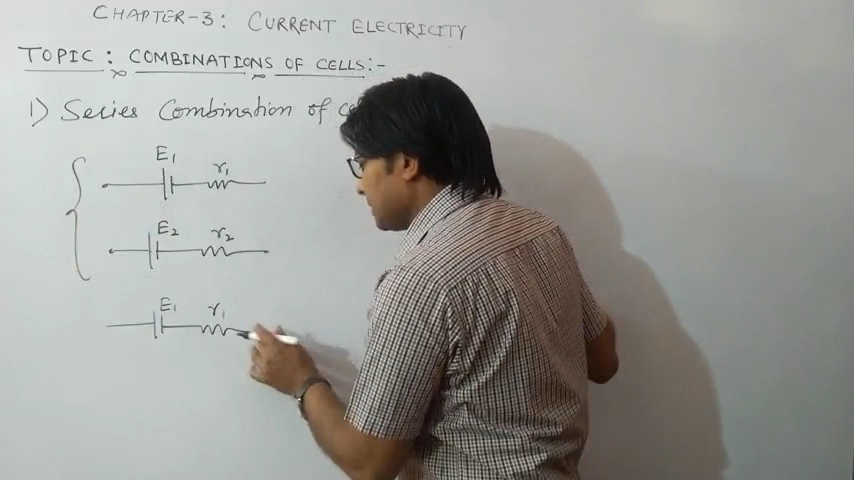 CHAPTER-3: CURRENT ELECTRICITY
TOPIC: COMBINATIONS OF CELLS:-
1) Series Combination of
E1 r1
E2 r2
E1 r1